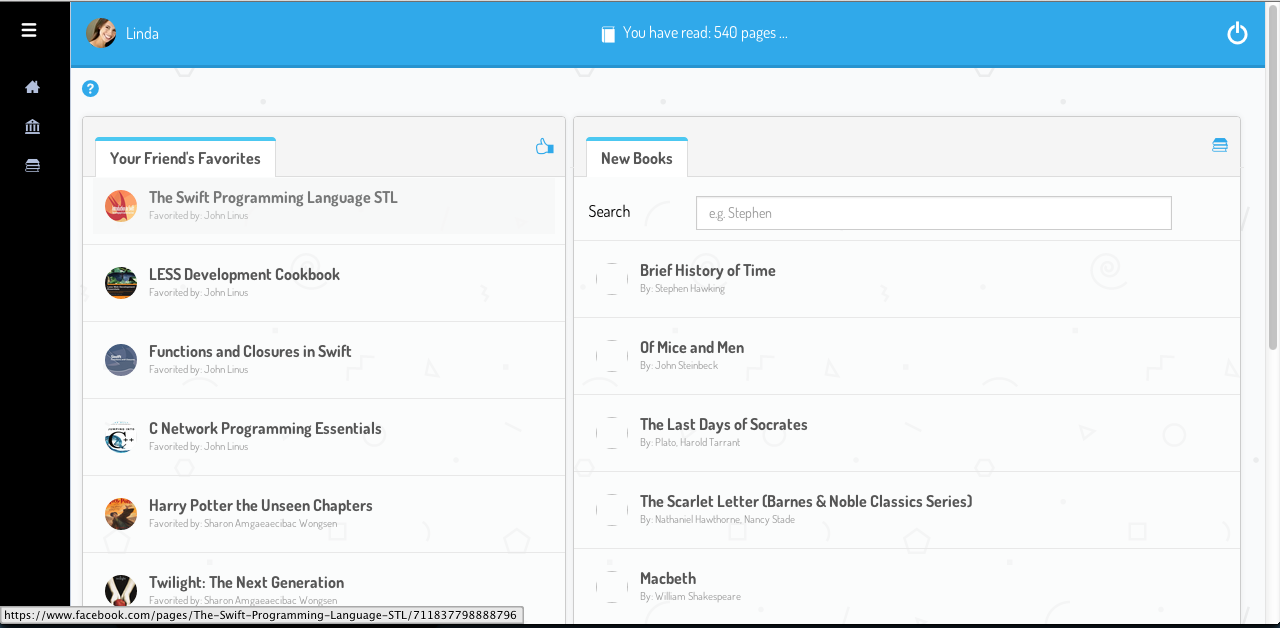 Linda
You have read: 540 pages ...
?
Your Friend's Favorites
The Swift Programming Language STL
Favorited by: John Linus
LESS Development Cookbook
Favorited by: John Linus
Functions and Closures in Swift
Favorited by: John Linus
C Network Programming Essentials
Favorited by: John Linus
Harry Potter the Unseen Chapters
Favorited by: Sharon Amgaeaecibac Wongsen
Twilight: The Next Generation
Favorited by: Sharon Amgaeaecibac Wongsen
New Books
Search
e.g. Stephen
Brief History of Time
By: Stephen Hawking
Of Mice and Men
By: John Steinbeck
The Last Days of Socrates
By: Plato, Harold Tarrant
The Scarlet Letter (Barnes & Noble Classics Series)
By: Nathaniel Hawthorne, Nancy Stade
Macbeth
By: William Shakespeare
https://www.facebook.com/pages/The-Swift-Programming-Language-STL/711837798888796